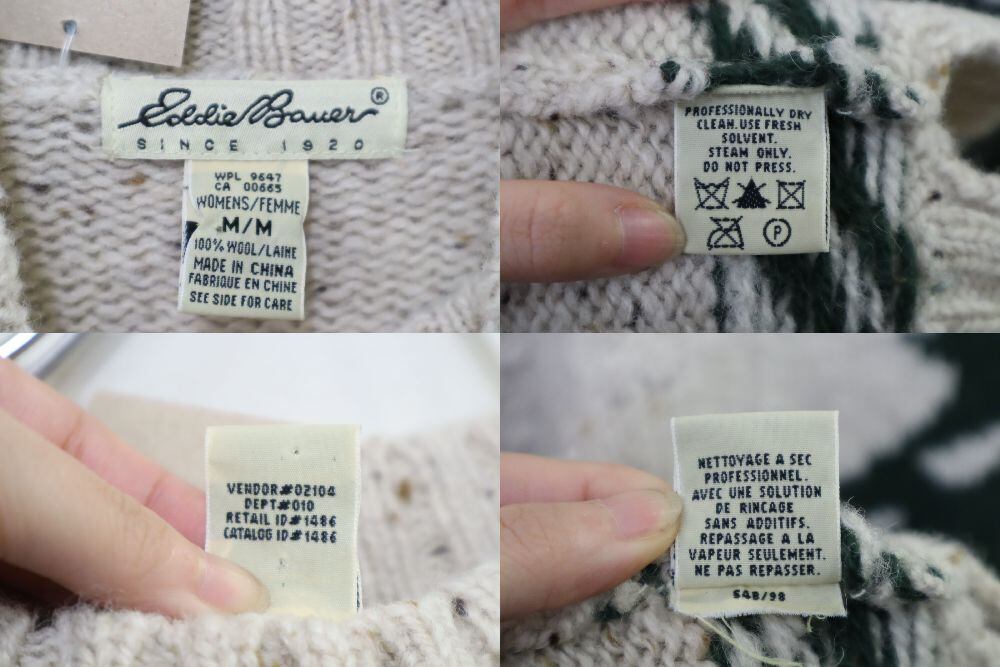 Eddie Bauer®
SINCE 1920
WPL 9647
CA 00665
WOMENS/FEMME
M/M
100% WOOL/LAINE
MADE IN CHINA
FABRIQUE EN CHINE
SEE SIDE FOR CARE
PROFESSIONALLY DRY
CLEAN.USE FRESH
SOLVENT.
STEAM ONLY.
DO NOT PRESS.
P
VENDOR#02104
DEPT#010
RETAIL ID#1486
CATALOG ID#1486
NETTOYAGE A SEC
PROFESSIONNEL.
AVEC UNE SOLUTION
DE RINCAGE
SANS ADDITIFS.
REPASSAGE A LA
VAPEUR SEULEMENT.
NE PAS REPASSER.
S4B/98